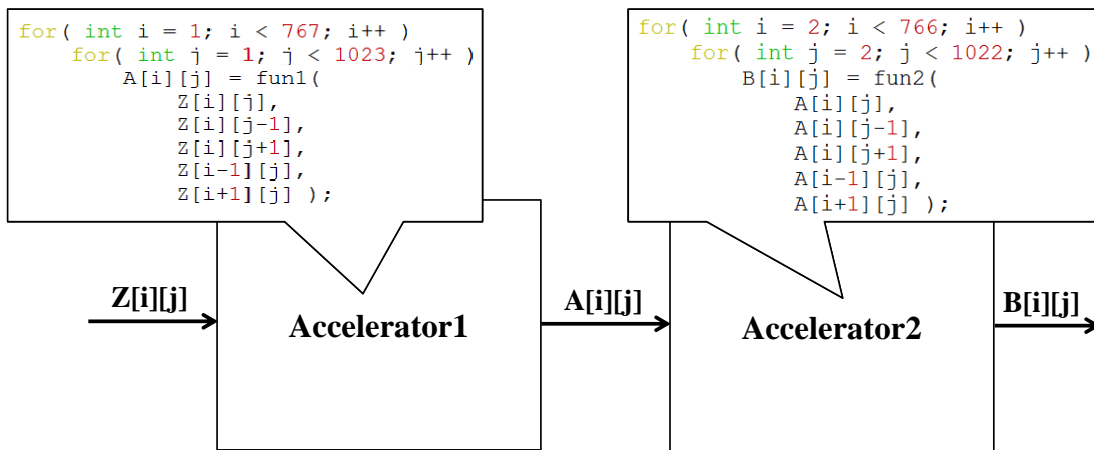 for( int i = 1; i < 767; i++ )
for( int j = 1; j < 1023; j++ )
A[i][j] = fun1(
Z[i][j],
Z[i][j-1],
Z[i][j+1],
Z[i-1][j],
Z[i+1][j] );
for( int i = 2; i < 766; i++ )
for( int j = 2; j < 1022; j++ )
B[i][j] = fun2(
A[i][j],
A[i][j-1],
A[i][j+1],
A[i-1][j],
A[i+1][j] );
Z[i][j]
Accelerator1
A[i][j]
Accelerator2
B[i][j]